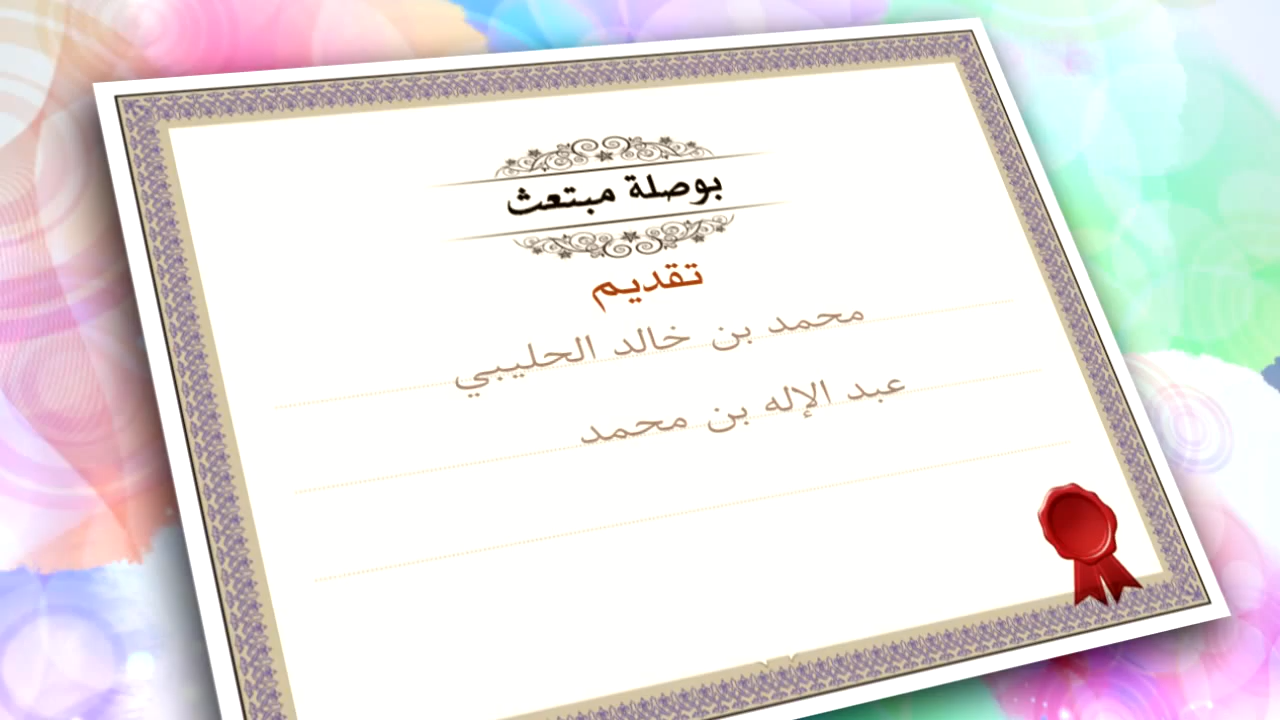 بوصلة مبتعث
تقديم
محمد بن خالد الحليبي
عبد الإله بن محمد